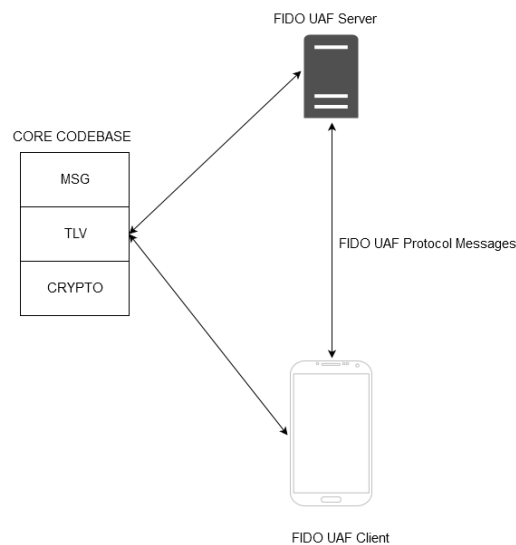 FIDO UAF Server
CORE CODEBASE
MSG
TLV
CRYPTO
FIDO UAF Protocol Messages
FIDO UAF Client